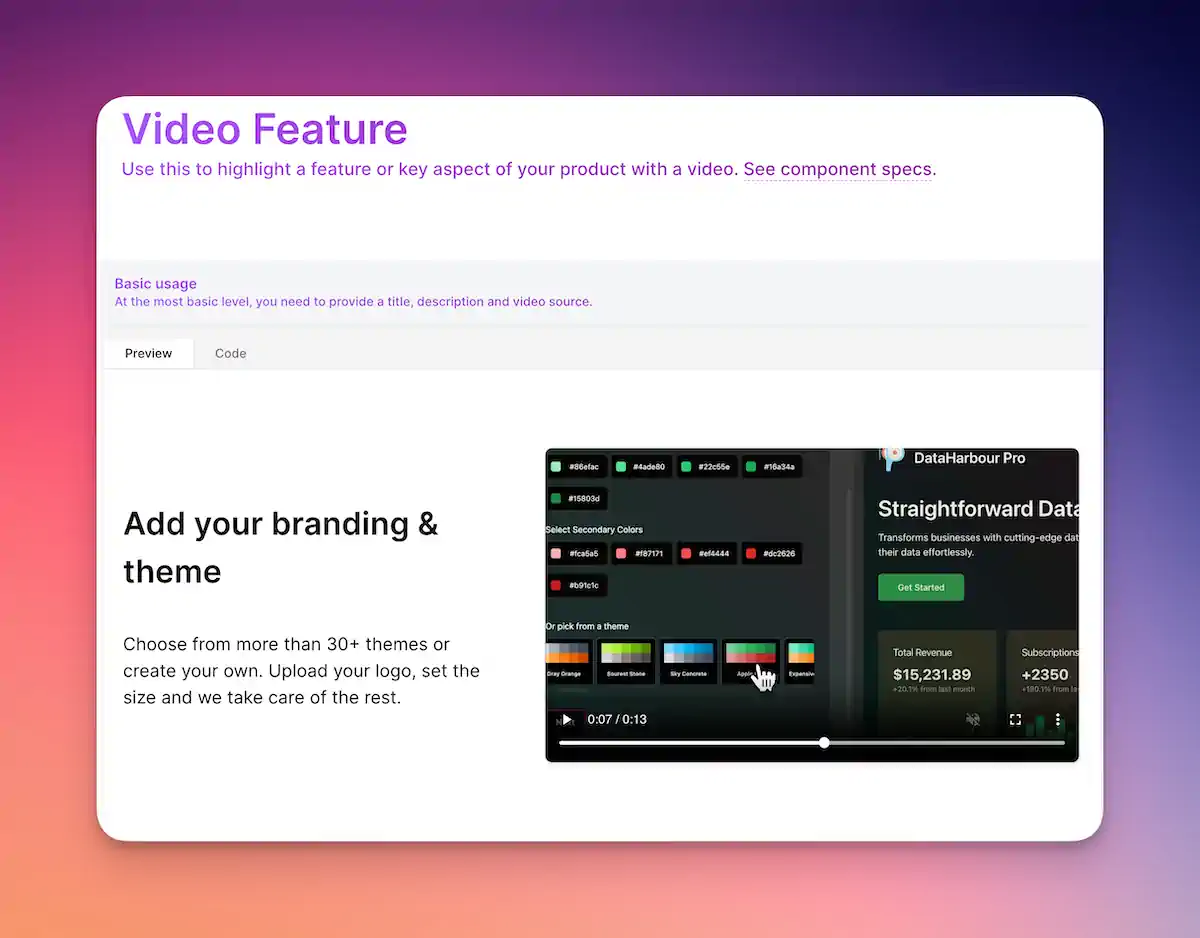 Video Feature
Use this to highlight a feature or key aspect of your product with a video. See component specs.
Basic usage
At the most basic level, you need to provide a title, description and video source.
Preview
Code
Add your branding &
theme
Choose from more than 30+ themes or
create your own. Upload your logo, set the
size and we take care of the rest.
#86efac
#4ade80
#22c55e
#16a34a
#15803d
Select Secondary Colors
#fca5a5
#f87171
#ef4444
#dc2626
#b91c1c
Or pick from a theme
Gray Orange
Sourest Stone
Sky Concrete
0:07 / 0:13
DataHarbour Pro
Straightforward Data
Transforms businesses with cutting-edge dat
their data effortlessly.
Get Started
Total Revenue
$15,231.89
+20.1% from last month
Subscriptions
+2350
+180.1% from la